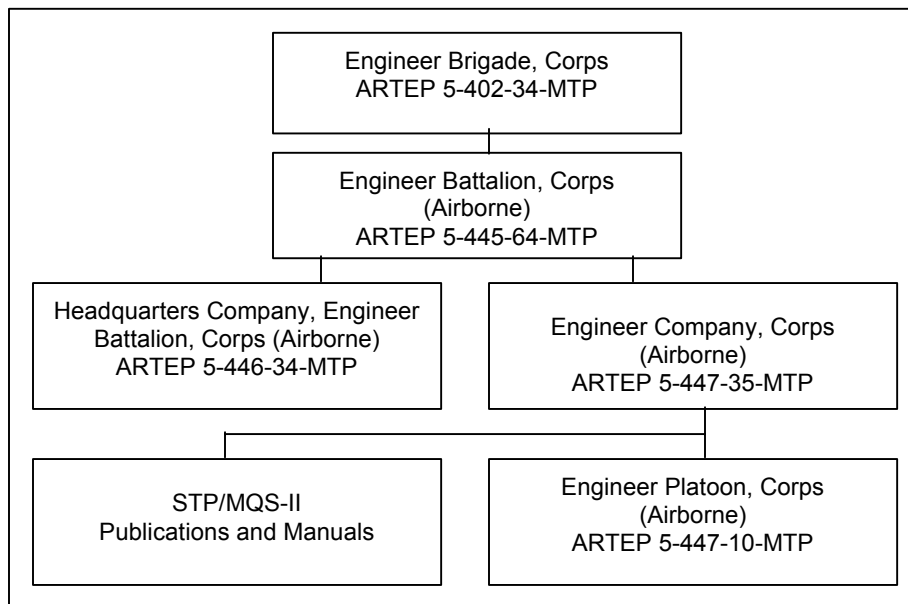 Engineer Brigade, Corps
ARTEP 5-402-34-MTP
Engineer Battalion, Corps
(Airborne)
ARTEP 5-445-64-MTP
Headquarters Company, Engineer
Battalion, Corps (Airborne)
ARTEP 5-446-34-MTP
Engineer Company, Corps
(Airborne)
ARTEP 5-447-35-MTP
STP/MQS-II
Publications and Manuals
Engineer Platoon, Corps
(Airborne)
ARTEP 5-447-10-MTP